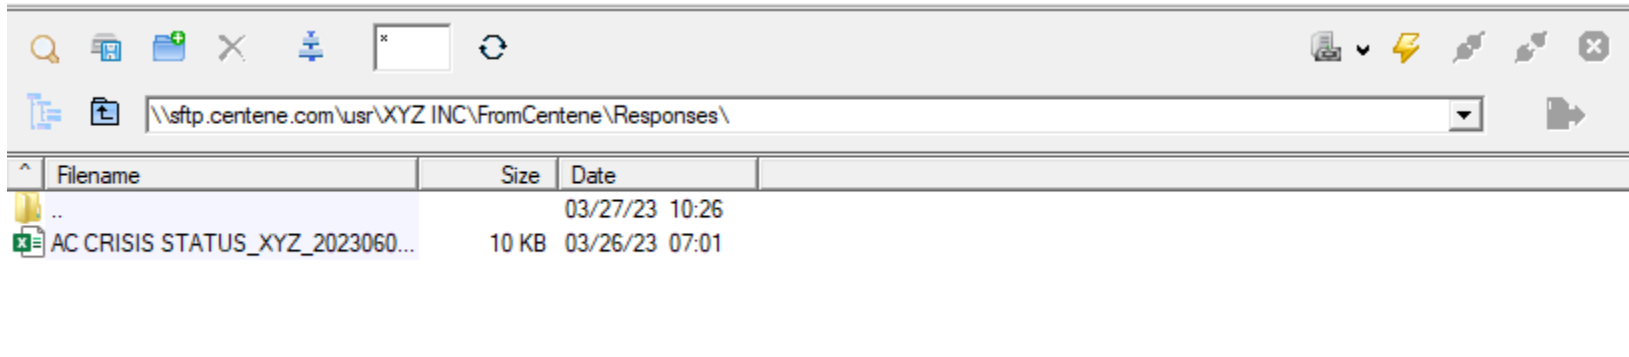 *
\\sftp.centene.com\usr\XYZ INC\FromCentene\Responses\
^ Filename Size Date
.. 03/27/23 10:26
AC CRISIS STATUS_XYZ_2023060... 10 KB 03/26/23 07:01